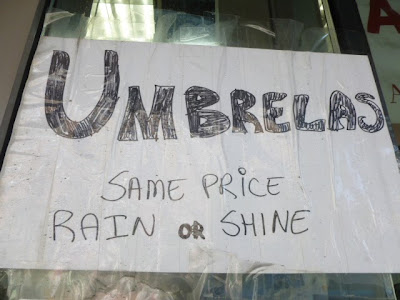 UMBRELAS
SAME PRICE
RAIN OR SHINE